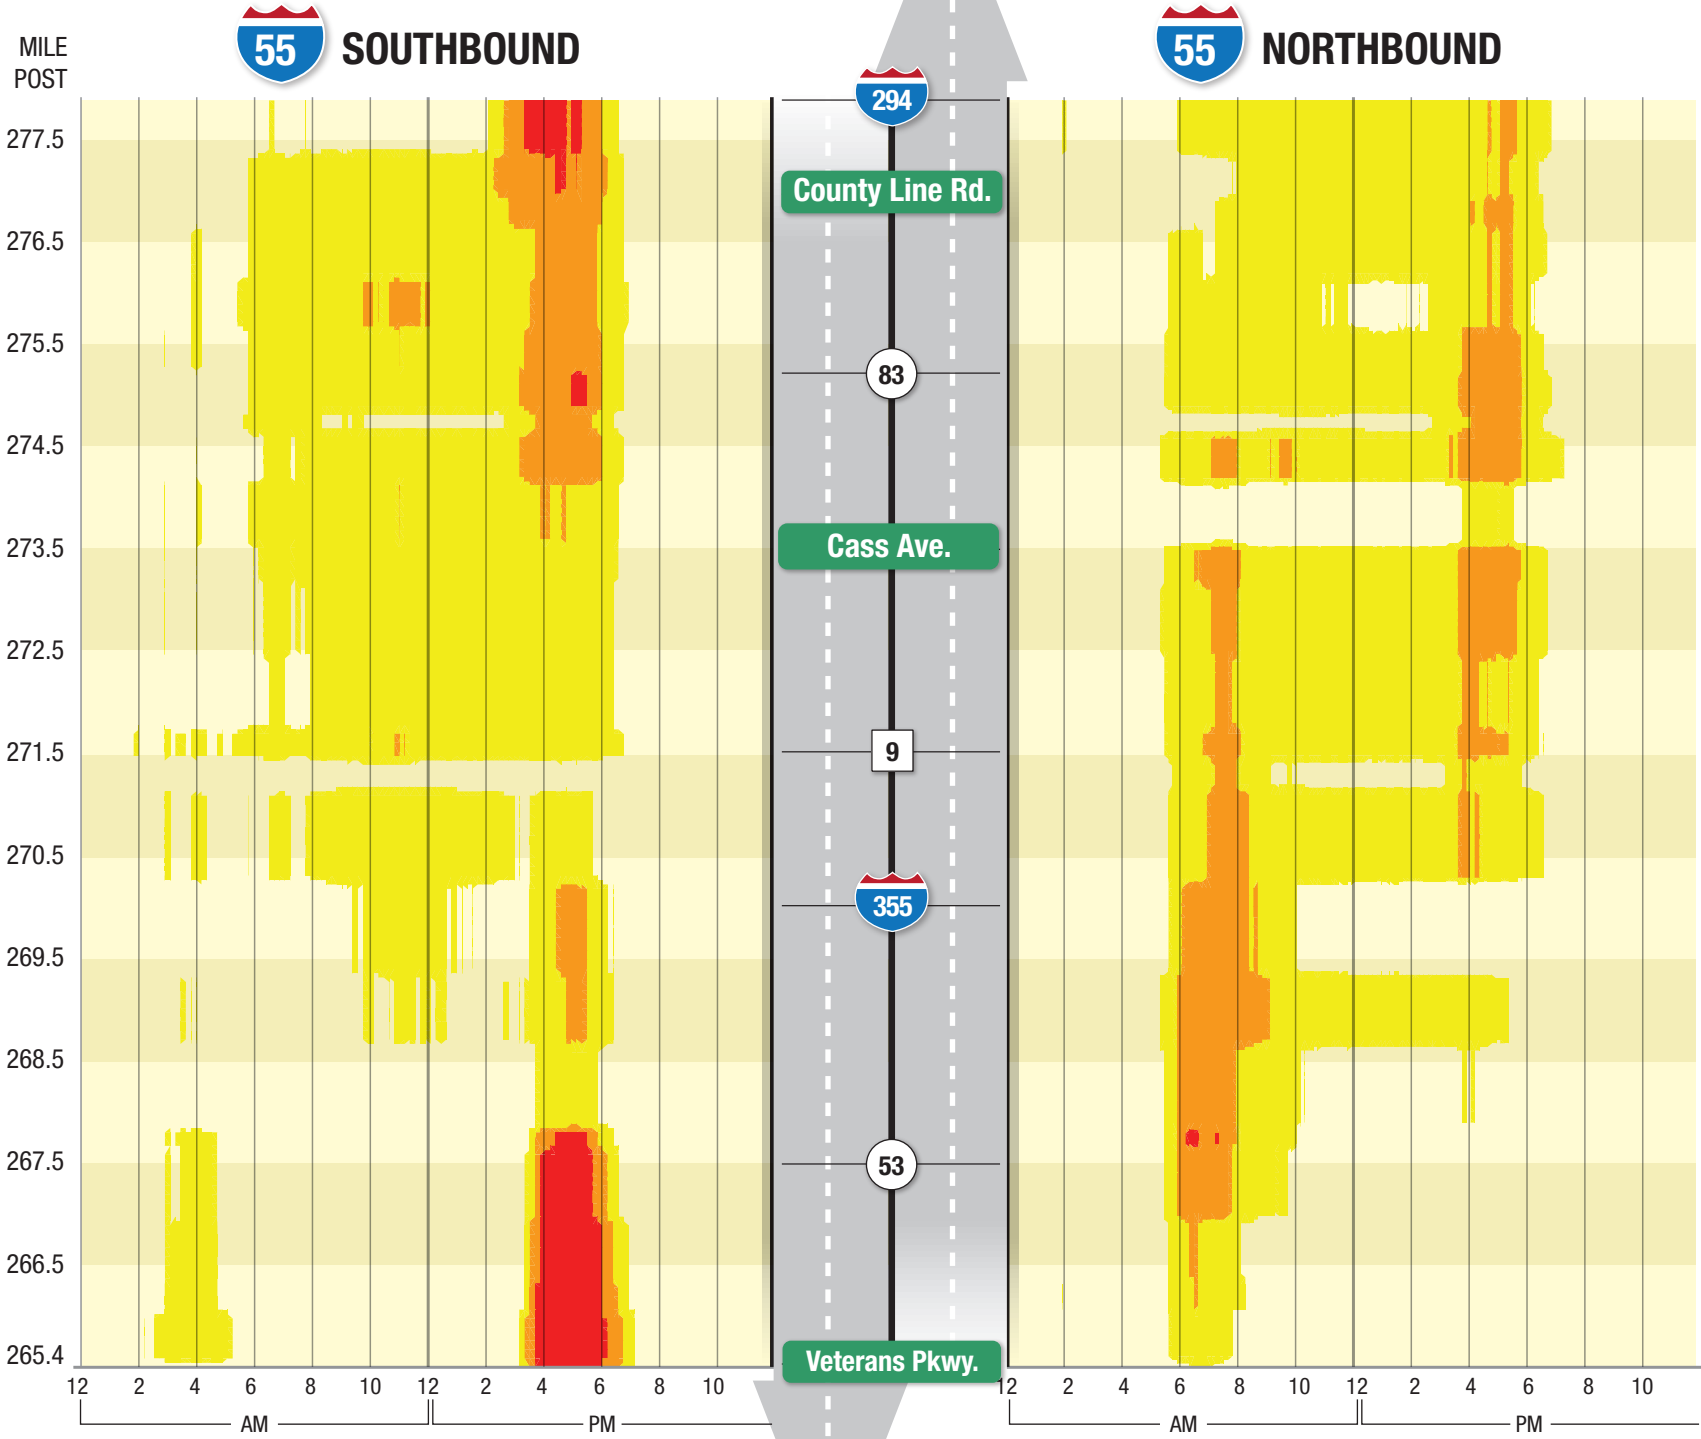 55 SOUTHBOUND
55 NORTHBOUND
MILE
POST
277.5
276.5
275.5
274.5
273.5
272.5
271.5
270.5
269.5
268.5
267.5
266.5
265.4
294
County Line Rd.
83
Cass Ave.
9
355
53
Veterans Pkwy.
12 2 4 6 8 10 12 2 4 6 8 10
AM PM
12 2 4 6 8 10 12 2 4 6 8 10
AM PM